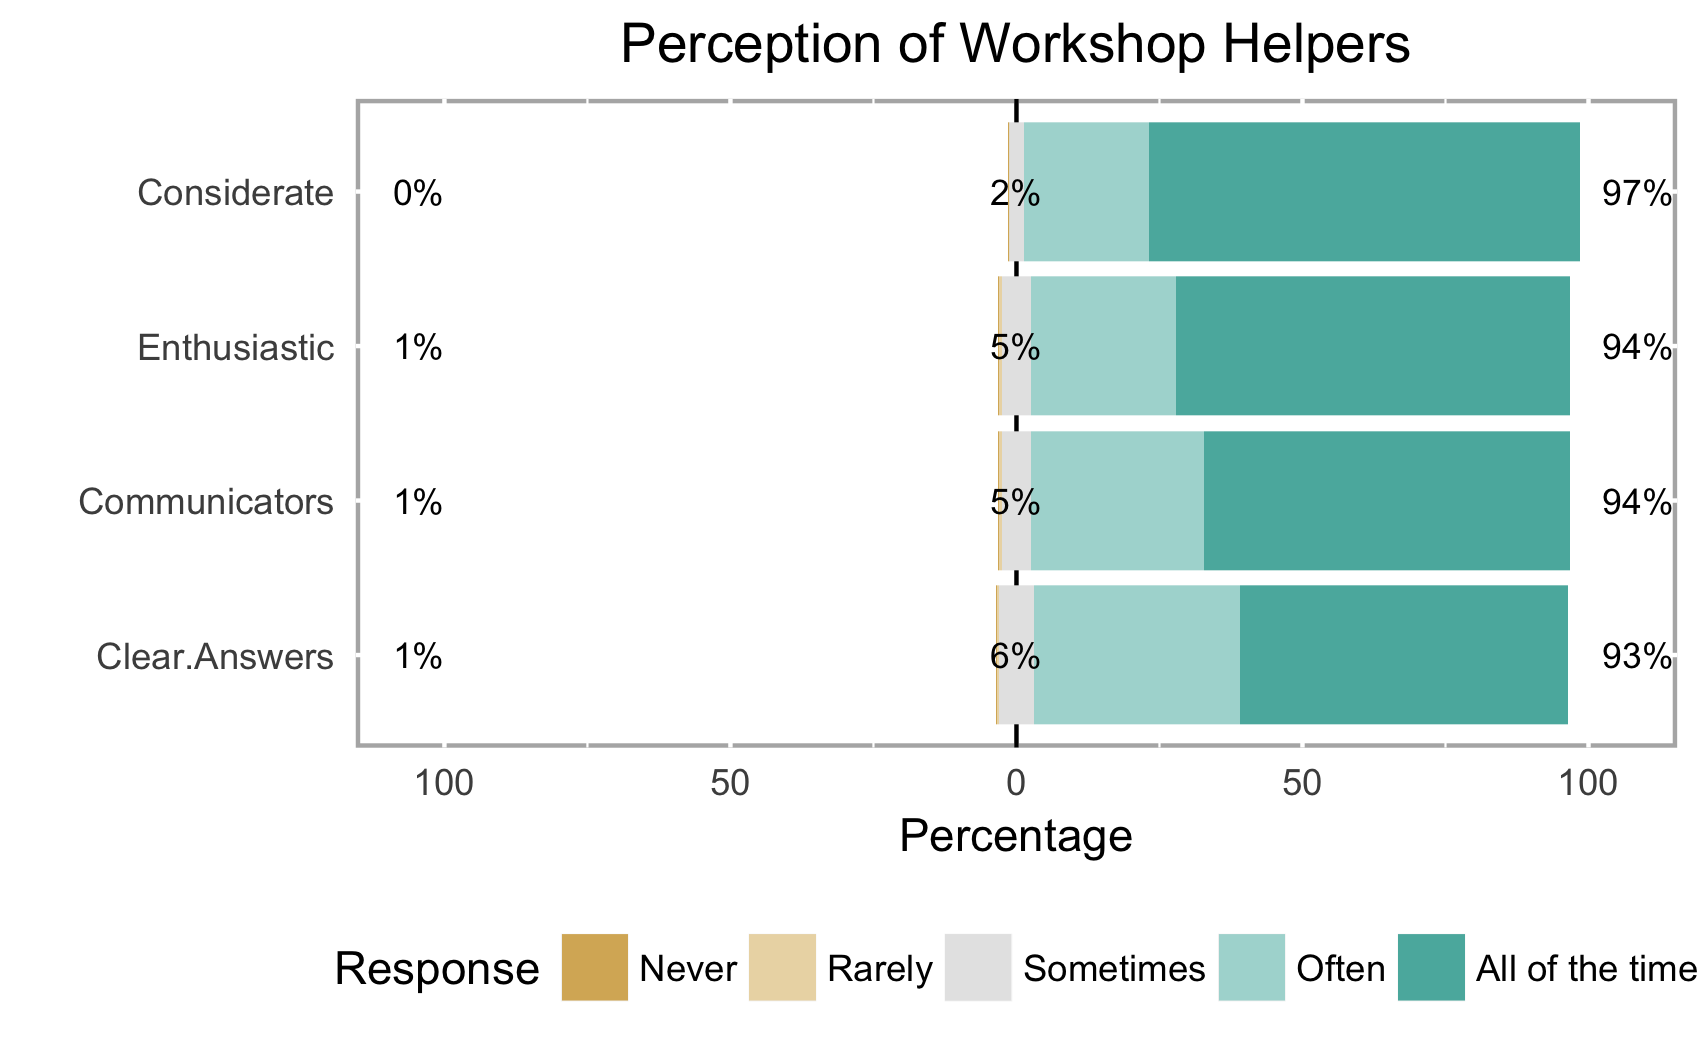 Perception of Workshop Helpers
Considerate 0% 2% 97%
Enthusiastic 1% 5% 94%
Communicators 1% 5% 94%
Clear.Answers 1% 6% 93%
100 50 0 50 100
Percentage
Response Never Rarely Sometimes Often All of the time